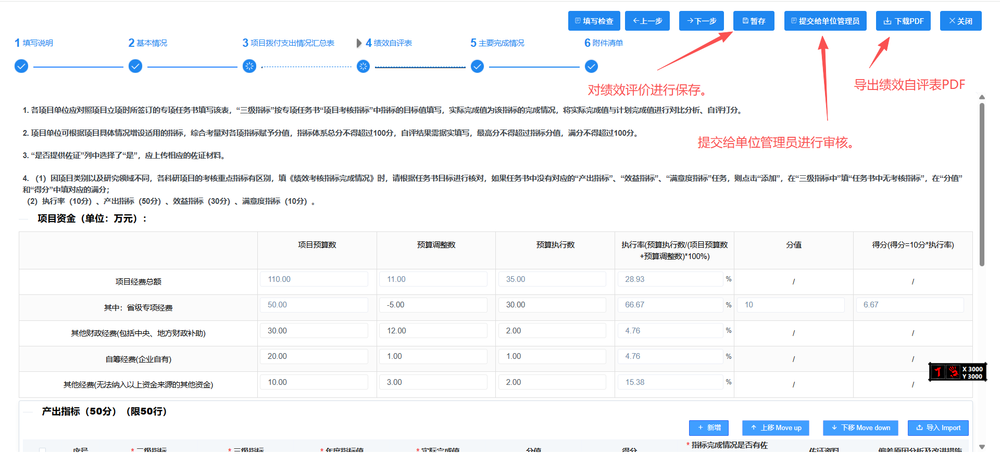 填写检查 上一步 下一步 暂存 提交给单位管理员 下载PDF 关闭
1 填写说明 2 基本情况 3 项目拨付支出情况汇总表 4 绩效自评表 5 主要完成情况 6 附件清单
对绩效评价进行保存。
导出绩效自评表PDF
提交给单位管理员进行审核。
1. 各项目单位应对照项目立项时所签订的专项任务书填写该表，“三级指标”按专项任务书“项目考核指标”中指标的目标值填写，实际完成值为该指标的完成情况，将实际完成值与计划完成值进行对比分析、自评打分。
2. 项目单位可根据项目具体情况增设适用的指标，综合考量对各项指标赋予分值，指标体系总分不得超过100分，自评结果需据实填写，最高分不得超过指标分值，满分不得超过100分。
3. “是否提供佐证”列中选择了“是”，应上传相应的佐证材料。
4. （1）因项目类别以及研究领域不同，各科研项目的考核重点指标有区别，填《绩效考核指标完成情况》时，请根据任务书目标进行核对，如果任务书中没有对应的“产出指标”、“效益指标”、“满意度指标”任务，则点击“添加”，在“三级指标中”填“任务书中无考核指标”，在“分值”
和“得分”中填对应的满分；
（2）执行率（10分）、产出指标（50分）、效益指标（30分）、满意度指标（10分）。
项目资金（单位：万元）：
项目预算数 预算调整数 预算执行数 执行率(预算执行数/(项目预算数 分值 得分(得分=10分*执行率)
+预算调整数)*100%)
项目经费总额 110.00 11.00 35.00 28.93 % / /
其中：省级专项经费 50.00 -5.00 30.00 66.67 % 10 6.67
其他财政经费(包括中央、地方财政补助) 30.00 12.00 2.00 4.76 % / /
自筹经费(企业自有) 20.00 1.00 1.00 4.76 % / /
其他经费(无法纳入以上资金来源的其他资金) 10.00 3.00 2.00 15.38 % / /
X 3000
Y 3000
产出指标（50分）（限50行）
新增 上移 Move up 下移 Move down 导入 Import
序号 * 二级指标 * 三级指标 * 年度指标值 * 实际完成值 分值 得分 * 指标完成情况是否有佐 佐证资料 偏差原因分析及改进措施